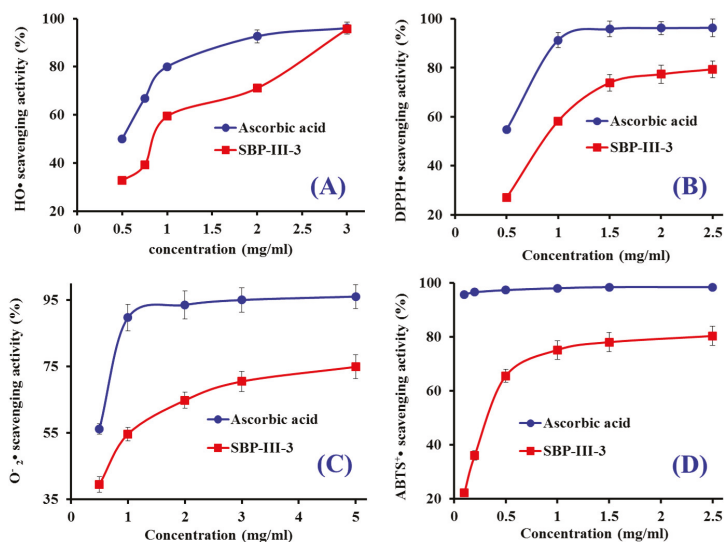 HO• scavenging activity (%)
100
80
60
40
20
0
0.5
1
1.5
2
2.5
3
concentration (mg/ml)
Ascorbic acid
SBP-III-3
(A)
DPPH• scavenging activity (%)
100
80
60
40
20
0
0.5
1
1.5
2
2.5
Concentration (mg/ml)
Ascorbic acid
SBP-III-3
(B)
O⁻₂• scavenging activity (%)
95
75
55
35
0
1
2
3
4
5
Concentration (mg/ml)
Ascorbic acid
SBP-III-3
(C)
ABTS⁺• scavenging activity (%)
100
80
60
40
20
0
0.5
1
1.5
2
2.5
Concentration (mg/ml)
Ascorbic acid
SBP-III-3
(D)